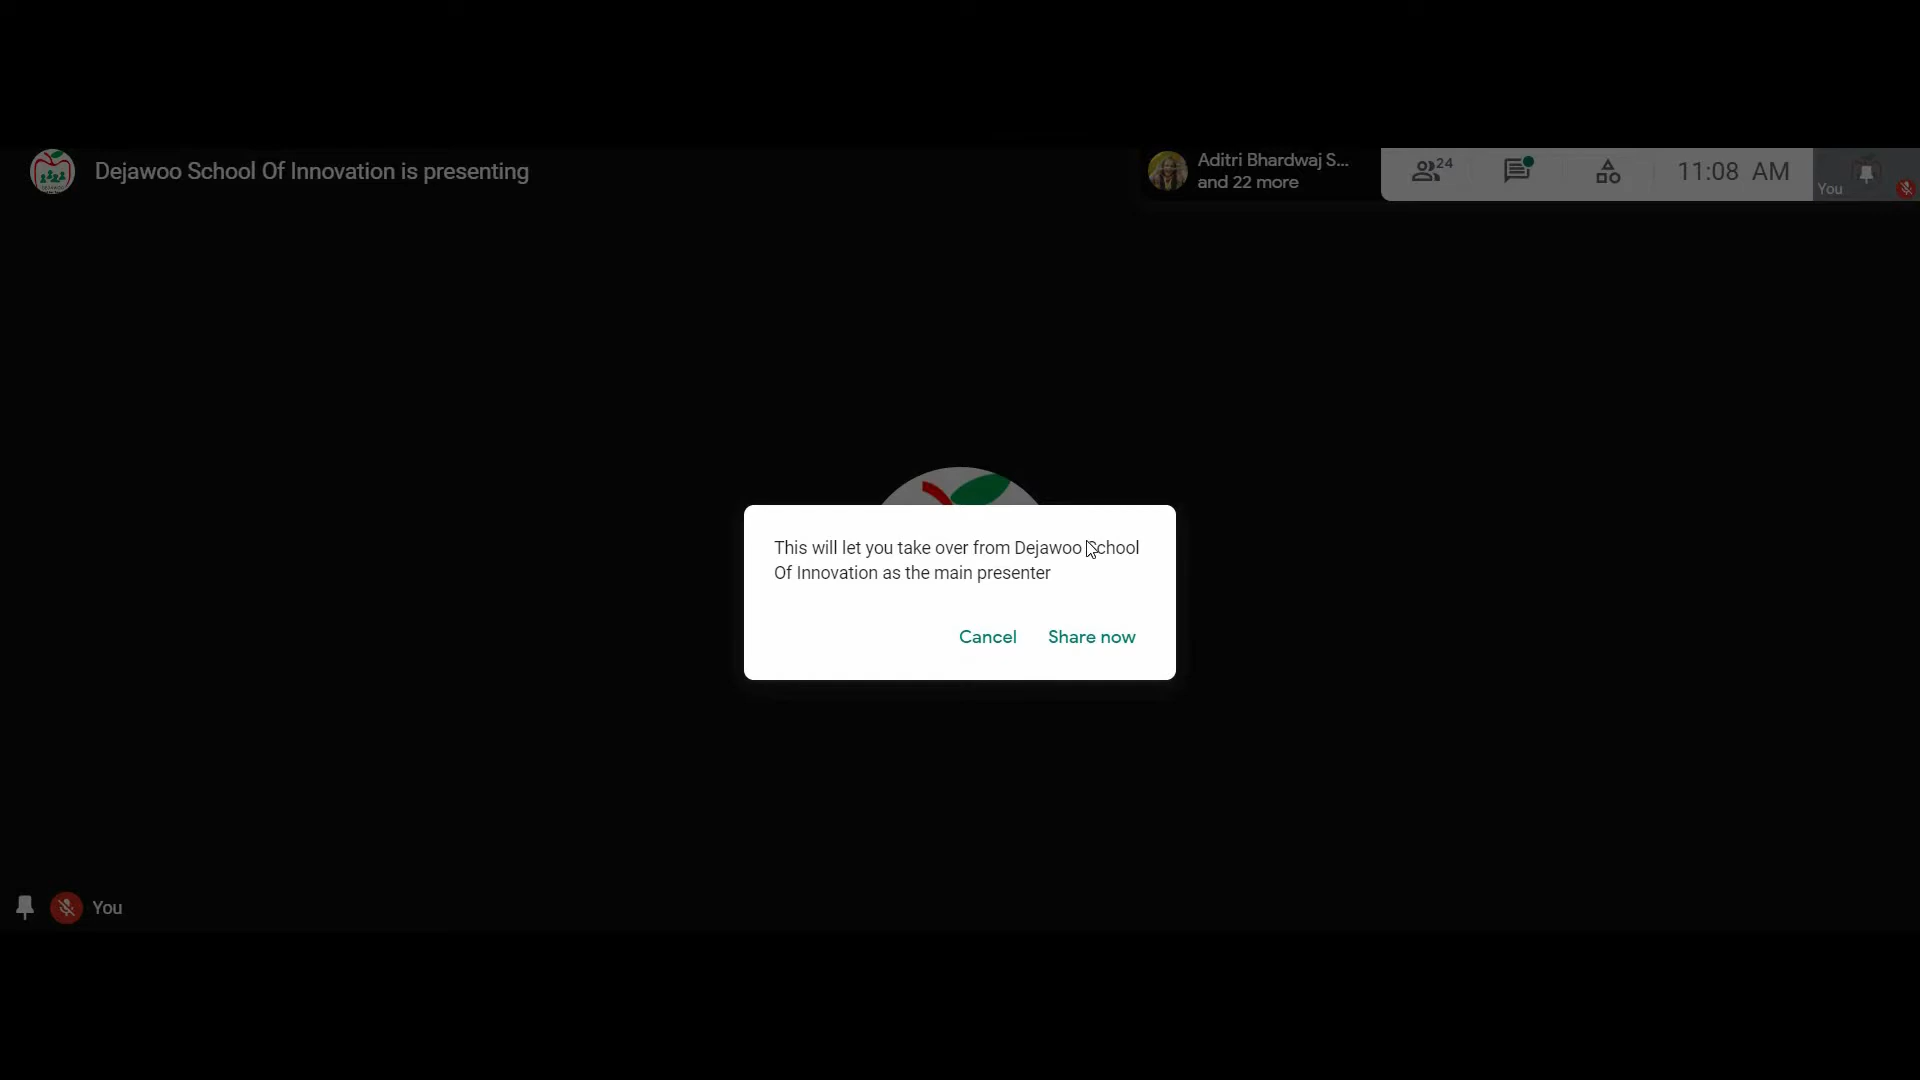 Dejawoo School Of Innovation is presenting
Aditri Bhardwaj S...
and 22 more
24
11:08 AM
You
This will let you take over from Dejawoo School
Of Innovation as the main presenter
Cancel
Share now
You